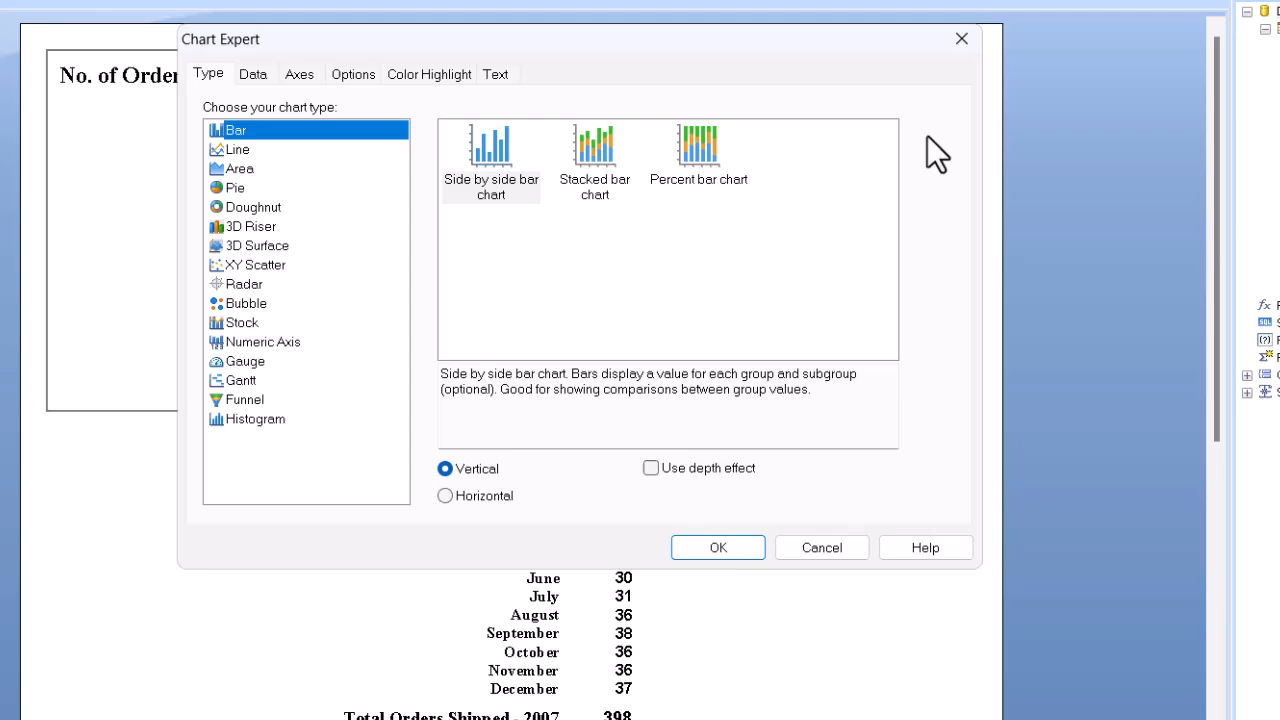 Chart Expert
No. of Order
Type Data Axes Options Color Highlight Text
Choose your chart type:
Bar
Line
Area
Pie
Doughnut
3D Riser
3D Surface
XY Scatter
Radar
Bubble
Stock
Numeric Axis
Gauge
Gantt
Funnel
Histogram
Side by side bar
chart
Stacked bar
chart
Percent bar chart
Side by side bar chart. Bars display a value for each group and subgroup
(optional). Good for showing comparisons between group values.
Vertical
Use depth effect
Horizontal
OK Cancel Help
June 30
July 31
August 36
September 38
October 36
November 36
December 37
Total Orders Shipped - 2007 398